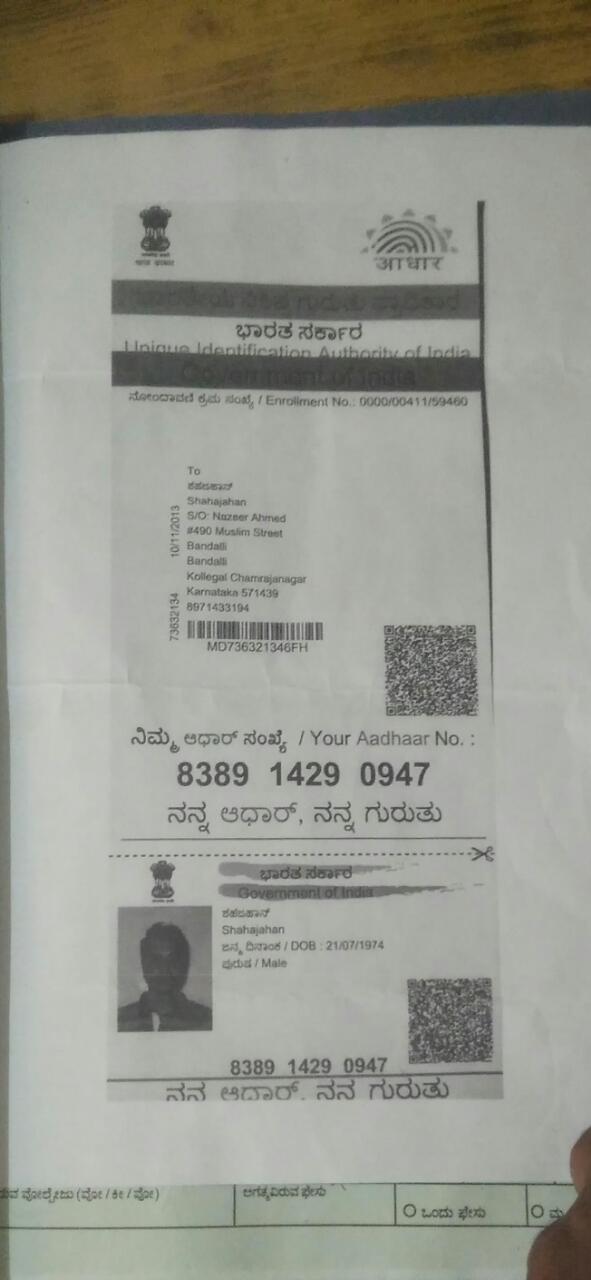 आधार
ಭಾರತ ಸರ್ಕಾರ
Unique Identification Authority of India
Government of India
ನೋಂದಾವಣಿ ಕ್ರಮ ಸಂಖ್ಯೆ / Enrollment No.: 0000/00411/59460
To
ಶಹಜಹಾನ್
Shahajahan
S/O: Nazeer Ahmed
#490 Muslim Street
Bandalli
Bandalli
Kollegal Chamrajanagar
Karnataka 571439
8971433194
10/11/2013
73632134
MD736321346FH
ನಿಮ್ಮ ಆಧಾರ್ ಸಂಖ್ಯೆ / Your Aadhaar No. :
8389 1429 0947
ನನ್ನ ಆಧಾರ್, ನನ್ನ ಗುರುತು
ಭಾರತ ಸರ್ಕಾರ
Government of India
ಶಹಜಹಾನ್
Shahajahan
ಜನ್ಮ ದಿನಾಂಕ / DOB : 21/07/1974
ಪುರುಷ / Male
8389 1429 0947
ನನ್ನ ಆಧಾರ್, ನನ್ನ ಗುರುತು
ಒಂದು ಫೇಸು